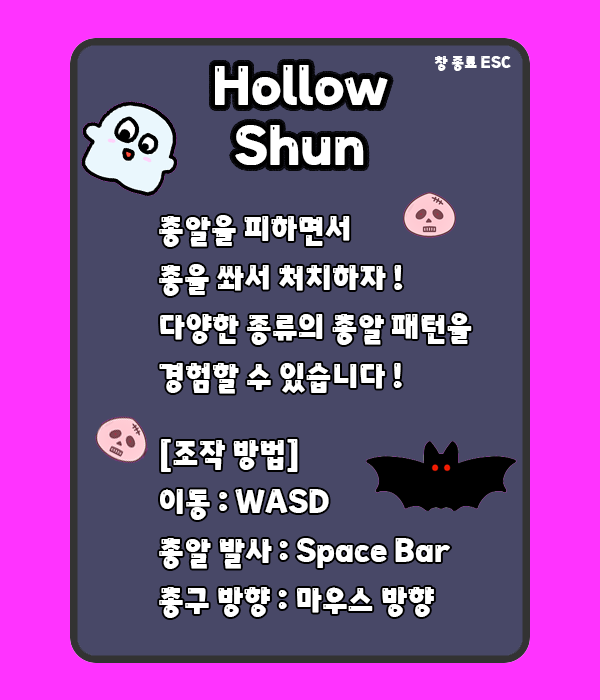 창 종료 ESC
Hollow
Shun
총알을 피하면서
총을 쏴서 처치하자 !
다양한 종류의 총알 패턴을
경험할 수 있습니다 !
[조작 방법]
이동 : WASD
총알 발사 : Space Bar
총구 방향 : 마우스 방향